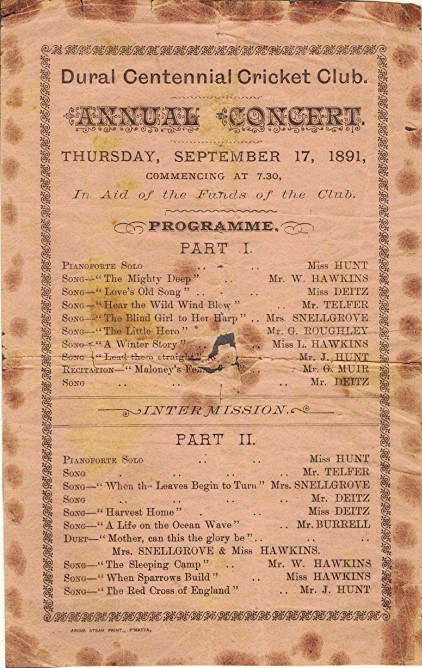 Dural Centennial Cricket Club.
ANNUAL CONCERT.
THURSDAY, SEPTEMBER 17, 1891,
COMMENCING AT 7.30,
In Aid of the Funds of the Club.
PROGRAMME.
PART I.
PIANOFORTE SOLO .. .. Miss HUNT
SONG—"The Mighty Deep" .. Mr. W. HAWKINS
SONG—"Love's Old Song" .. .. Miss DEITZ
SONG—"Hear the Wild Wind Blow" .. Mr. TELFER
SONG—"The Blind Girl to Her Harp" .. Mrs SNELLGROVE
SONG—"The Little Hero" .. Mr. G. ROUGHLEY
SONG—"A Winter Story" .. Miss L. HAWKINS
SONG "Lead them straight" .. Mr. J. HUNT
RECITATION—"Maloney's .. Mr. G. MUIR
SONG .. .. .. .. Mr. DEITZ
INTERMISSION.
PART II.
PIANOFORTE SOLO .. .. Miss HUNT
SONG .. .. .. Mr. TELFER
SONG—"When the Leaves Begin to Turn" Mrs. SNELLGROVE
SONG .. .. .. .. Mr. DEITZ
SONG—"Harvest Home" .. .. Miss DEITZ
SONG—"A Life on the Ocean Wave" .. Mr. BURRELL
DUET—"Mother, can this the glory be" .. ..
Mrs. SNELLGROVE & Miss HAWKINS.
SONG—"The Sleeping Camp" .. Mr. W. HAWKINS
SONG—"When Sparrows Build" .. Miss HAWKINS
SONG—"The Red Cross of England" .. Mr. J. HUNT
ARGUS STEAM PRINT., P'MATTA,